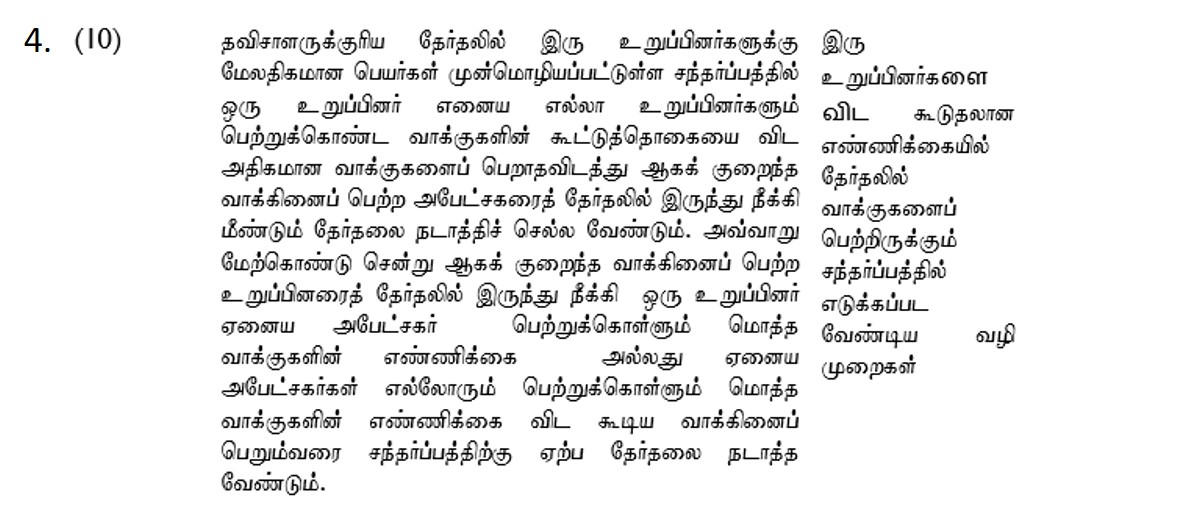 4. (10)
தவிசாளருக்குரிய தேர்தலில் இரு உறுப்பினர்களுக்கு
மேலதிகமான பெயர்கள் முன்மொழியப்பட்டுள்ள சந்தர்ப்பத்தில்
ஒரு உறுப்பினர் எனைய எல்லா உறுப்பினர்களும்
பெற்றுக்கொண்ட வாக்குகளின் கூட்டுத்தொகையை விட
அதிகமான வாக்குகளைப் பெறாதவிடத்து ஆகக் குறைந்த
வாக்கினைப் பெற்ற அபேட்சகரைத் தேர்தலில் இருந்து நீக்கி
மீண்டும் தேர்தலை நடாத்திச் செல்ல வேண்டும். அவ்வாறு
மேற்கொண்டு சென்று ஆகக் குறைந்த வாக்கினைப் பெற்ற
உறுப்பினரைத் தேர்தலில் இருந்து நீக்கி ஒரு உறுப்பினர்
ஏனைய அபேட்சகர் பெற்றுக்கொள்ளும் மொத்த
வாக்குகளின் எண்ணிக்கை அல்லது ஏனைய
அபேட்சகர்கள் எல்லோரும் பெற்றுக்கொள்ளும் மொத்த
வாக்குகளின் எண்ணிக்கை விட கூடிய வாக்கினைப்
பெறும்வரை சந்தர்ப்பத்திற்கு ஏற்ப தேர்தலை நடாத்த
வேண்டும்.
இரு
உறுப்பினர்களை
விட கூடுதலான
எண்ணிக்கையில்
தேர்தலில்
வாக்குகளைப்
பெற்றிருக்கும்
சந்தர்ப்பத்தில்
எடுக்கப்பட
வேண்டிய வழி
முறைகள்